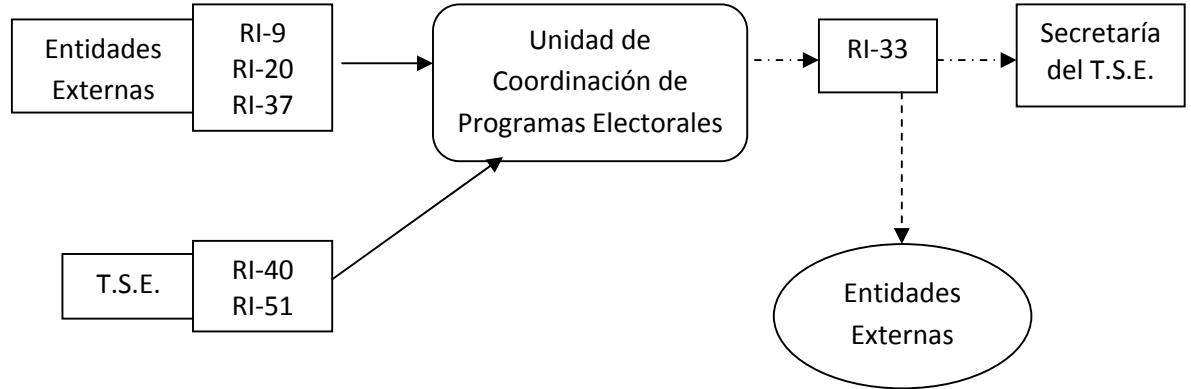 Entidades
Externas
RI-9
RI-20
RI-37
Unidad de
Coordinación de
Programas Electorales
RI-33
Secretaría
del T.S.E.
T.S.E.
RI-40
RI-51
Entidades
Externas